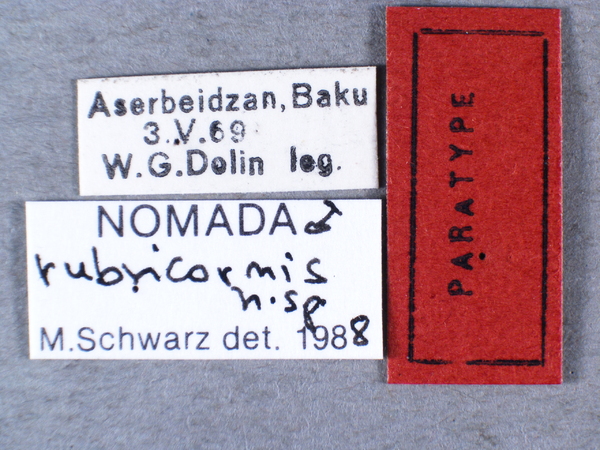 Aserbeidzan, Baku
3.V.69
W.G.Dolin leg.
NOMADA ♂
rubricornis
n.sp
M.Schwarz det. 1988
PARATYPE